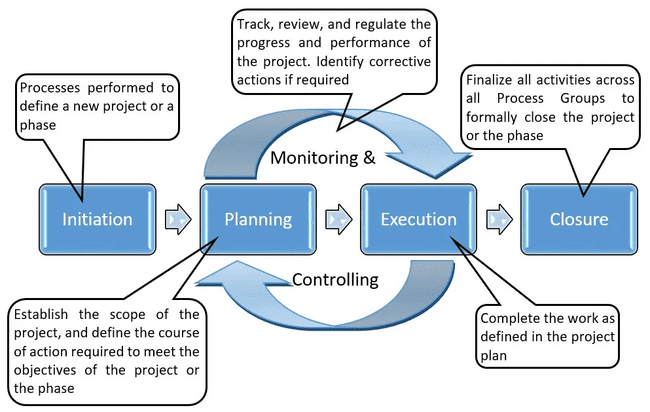 Track, review, and regulate the
progress and performance of
the project. Identify corrective
actions if required
Processes performed to
define a new project or a
phase
Finalize all activities across
all Process Groups to
formally close the project
or the phase
Monitoring &
Initiation
Planning
Execution
Closure
Controlling
Establish the scope of the
project, and define the course
of action required to meet the
objectives of the project or
the phase
Complete the work as
defined in the project
plan